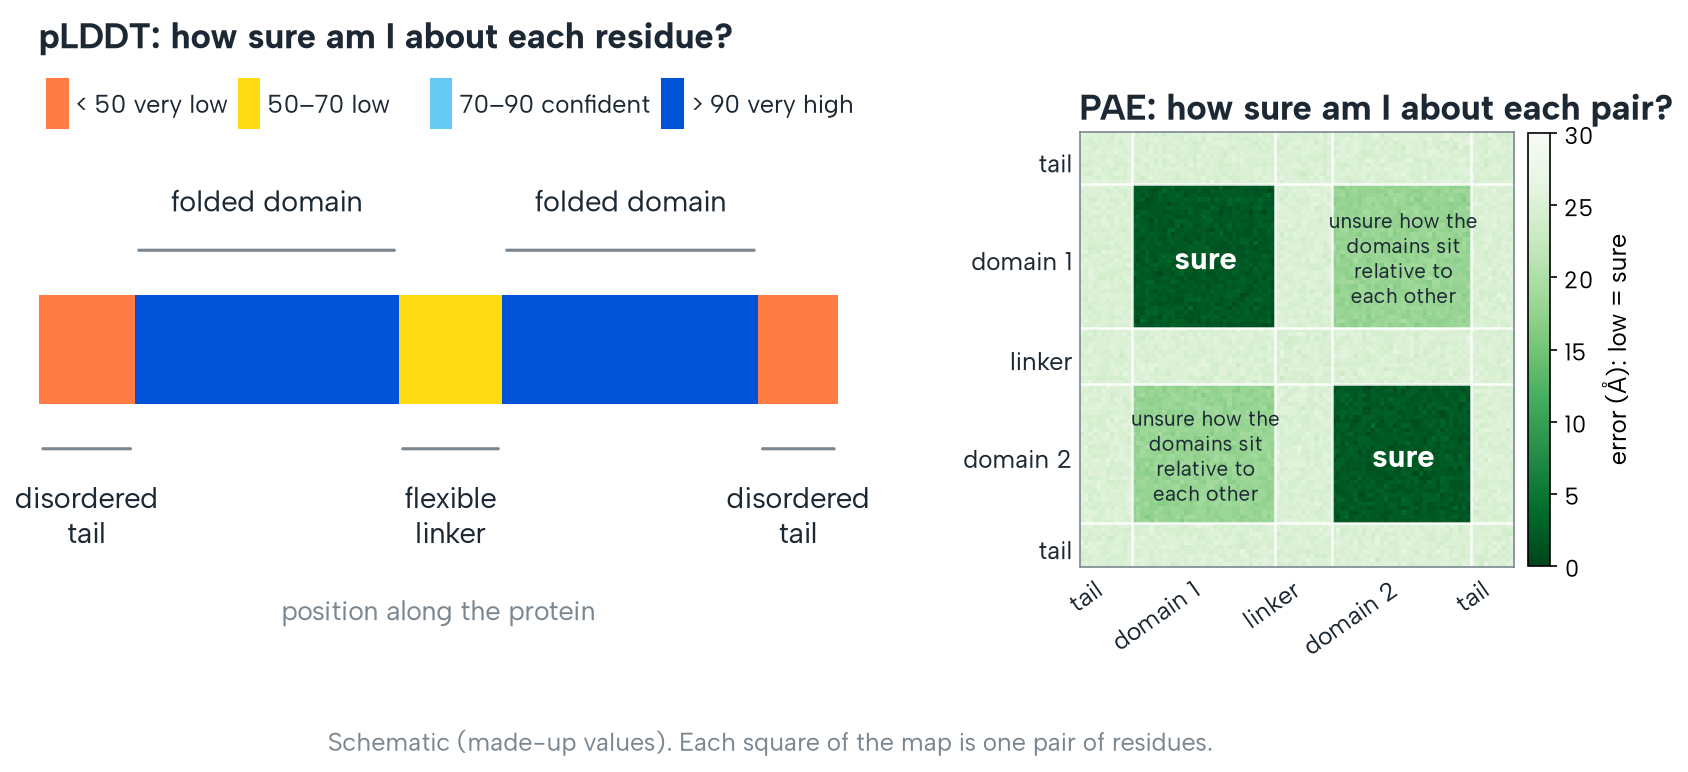 pLDDT: how sure am I about each residue?
< 50 very low
50–70 low
70–90 confident
> 90 very high
folded domain
folded domain
disordered
tail
flexible
linker
disordered
tail
position along the protein
PAE: how sure am I about each pair?
tail
domain 1
linker
domain 2
tail
sure
unsure how the
domains sit
relative to
each other
unsure how the
domains sit
relative to
each other
sure
tail
domain 1
linker
domain 2
tail
30
25
20
15
10
5
0
error (Å): low = sure
Schematic (made-up values). Each square of the map is one pair of residues.